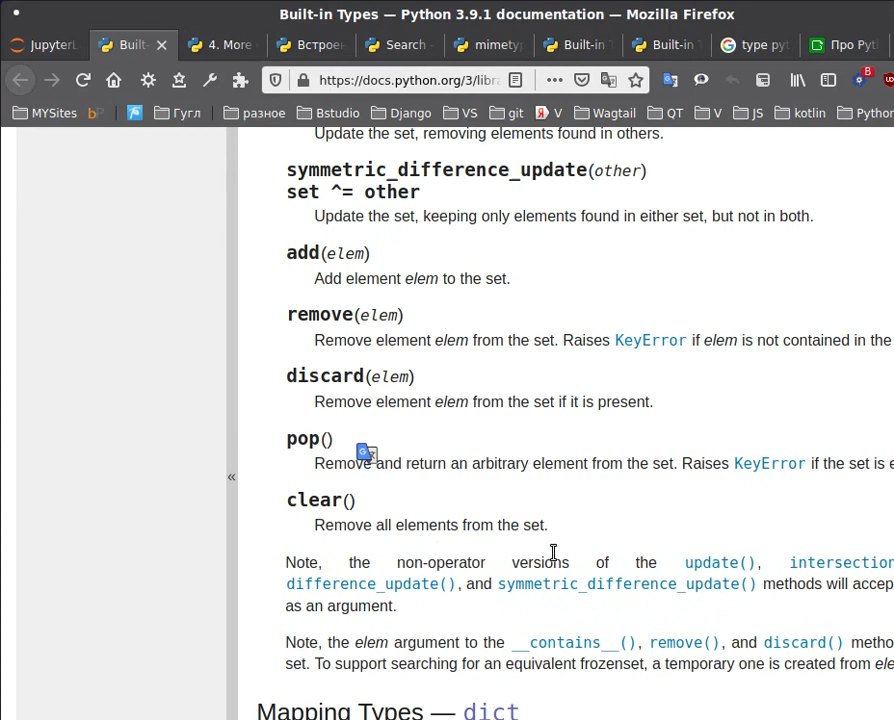 Built-in Types — Python 3.9.1 documentation — Mozilla Firefox
JupyterL Built- 4. More Встрое Search - mimety Built-in Built-in type py Про Pyt
https://docs.python.org/3/libr B
MYSites bP Гугл разное Bstudio Django VS git Я V Wagtail QT V JS kotlin Python
Update the set, removing elements found in others.
symmetric_difference_update(other)
set ^= other
Update the set, keeping only elements found in either set, but not in both.
add(elem)
Add element elem to the set.
remove(elem)
Remove element elem from the set. Raises KeyError if elem is not contained in the
discard(elem)
Remove element elem from the set if it is present.
pop()
Remove and return an arbitrary element from the set. Raises KeyError if the set is e
clear()
Remove all elements from the set.
Note, the non-operator versions of the update(), intersection
difference_update(), and symmetric_difference_update() methods will accep
as an argument.
Note, the elem argument to the __contains__(), remove(), and discard() metho
set. To support searching for an equivalent frozenset, a temporary one is created from ele
Mapping Types — dict